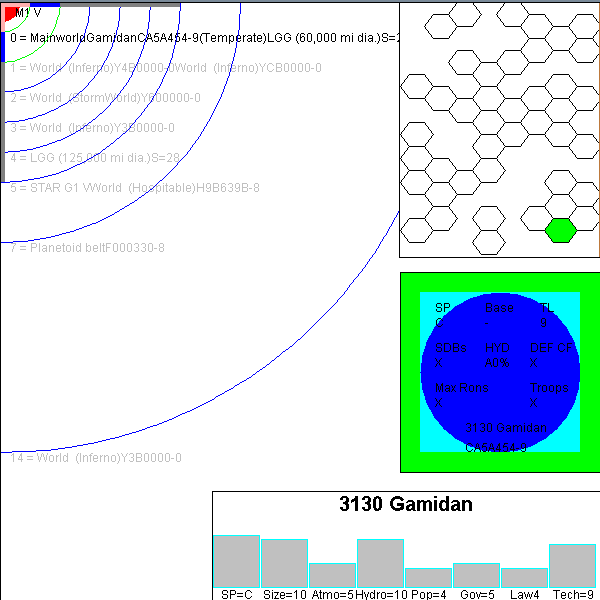 M1 V
0 = MainworldGamidanCA5A454-9(Temperate)LGG (60,000 mi dia.)S=2
1 = World (Inferno)Y4B0000-0World (Inferno)YCB0000-0
2 = World (StormWorld)Y600000-0
3 = World (Inferno)Y3B0000-0
4 = LGG (125,000 mi dia.)S=28
5 = STAR G1 VWorld (Hospitable)H9B639B-8
7 = Planetoid beltF000330-8
14 = World (Inferno)Y3B0000-0
SP Base TL
C 9
SDBs HYD DEF
X A0% X
Max Pops Troops
X X
3130 Gamidan
CA5A454-9
3130 Gamidan
SP=C Size=10 Atmo=5 Hydro=10 Pop=4 Gov=5 Law4 Tech=9